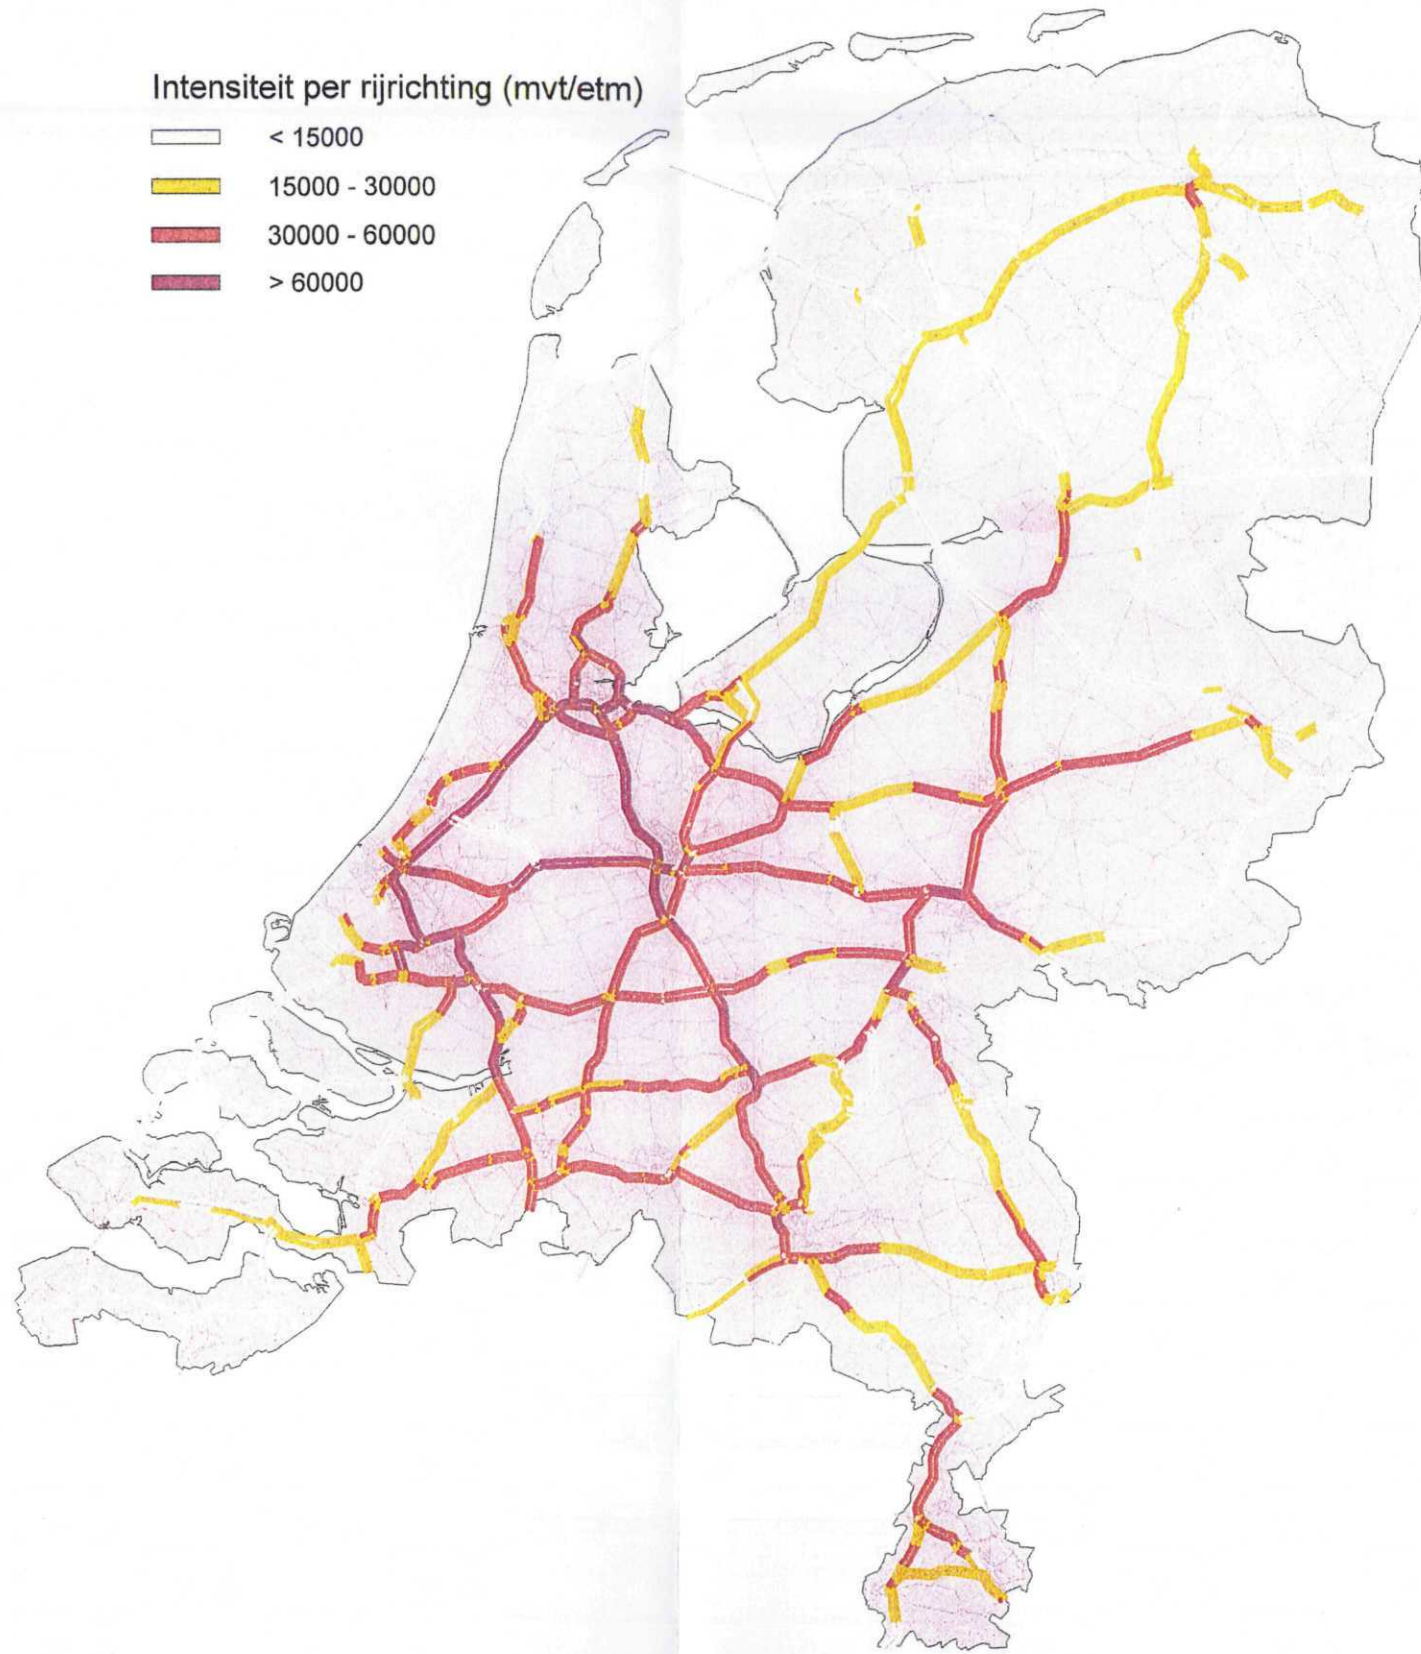 Intensiteit per rijrichting (mvt/etm)
< 15000
15000 - 30000
30000 - 60000
> 60000